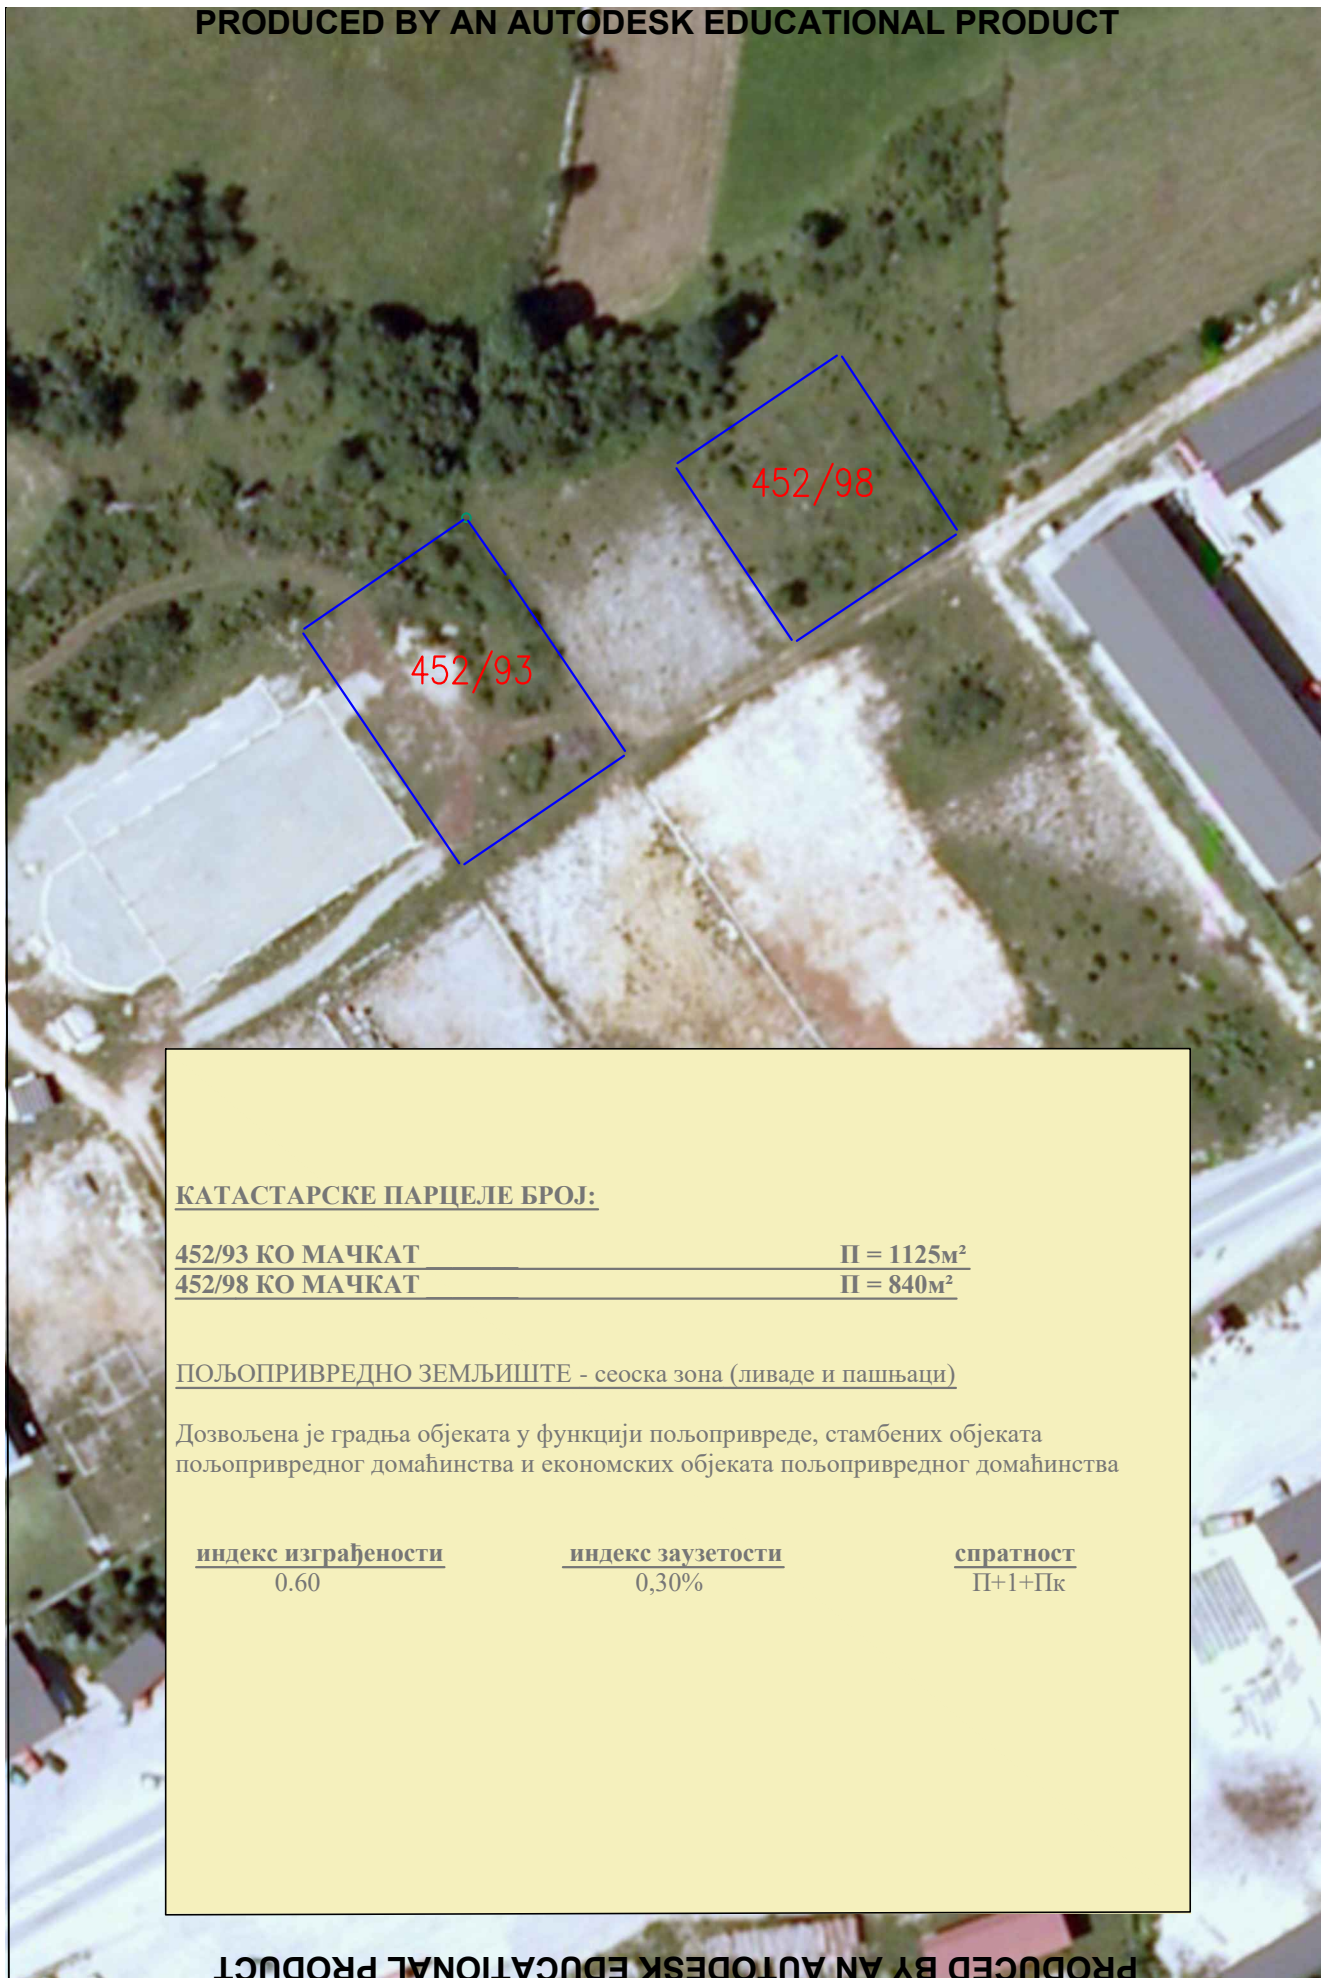 PRODUCED BY AN AUTODESK EDUCATIONAL PRODUCT
452/98
452/93
КАТАСТАРСКЕ ПАРЦЕЛЕ БРОЈ:
452/93 КО МАЧКАТ _______ П = 1125м²
452/98 КО МАЧКАТ _______ П = 840м²
ПОЉОПРИВРЕДНО ЗЕМЉИШТЕ - сеоска зона (ливаде и пашњаци)
Дозвољена је градња објеката у функцији пољопривреде, стамбених објеката
пољопривредног домаћинства и економских објеката пољопривредног домаћинства
индекс изграђености индекс заузетости спратност
0.60 0,30% П+1+Пк
PRODUCED BY AN AUTODESK EDUCATIONAL PRODUCT